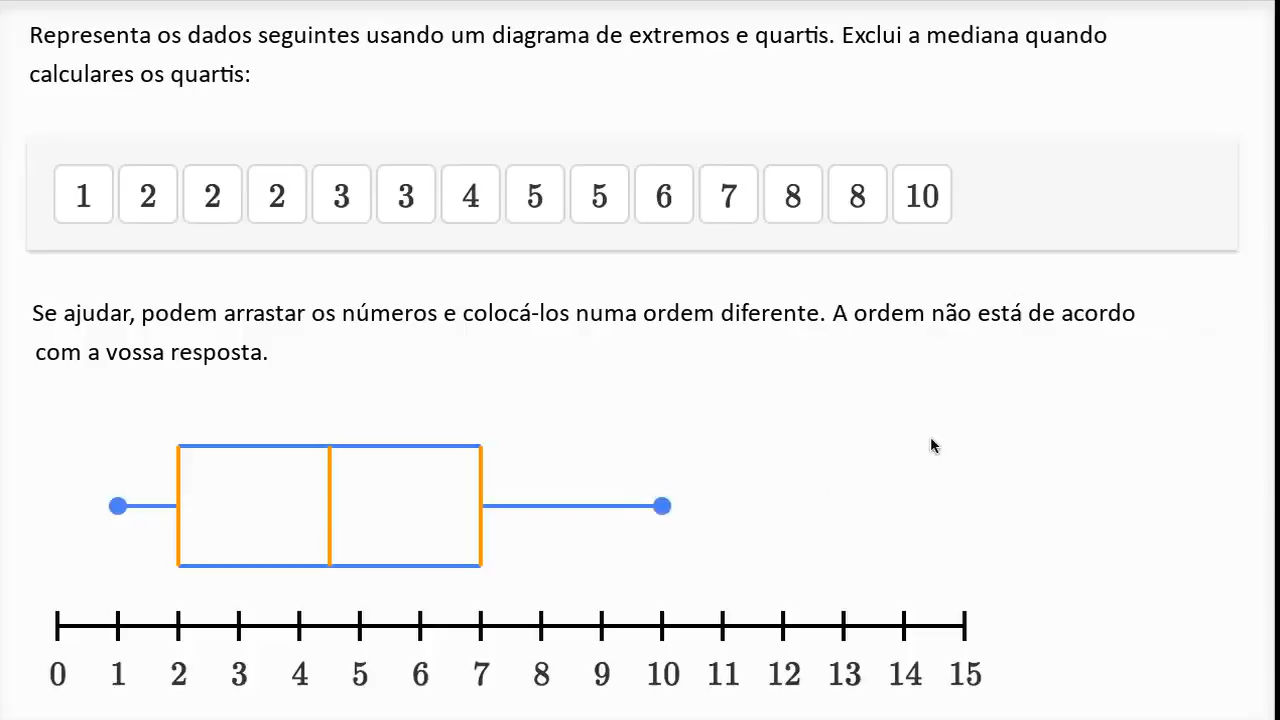 Representa os dados seguintes usando um diagrama de extremos e quartis. Exclui a mediana quando
calculares os quartis:
1 2 2 2 3 3 4 5 5 6 7 8 8 10
Se ajudar, podem arrastar os números e colocá-los numa ordem diferente. A ordem não está de acordo
com a vossa resposta.
0 1 2 3 4 5 6 7 8 9 10 11 12 13 14 15